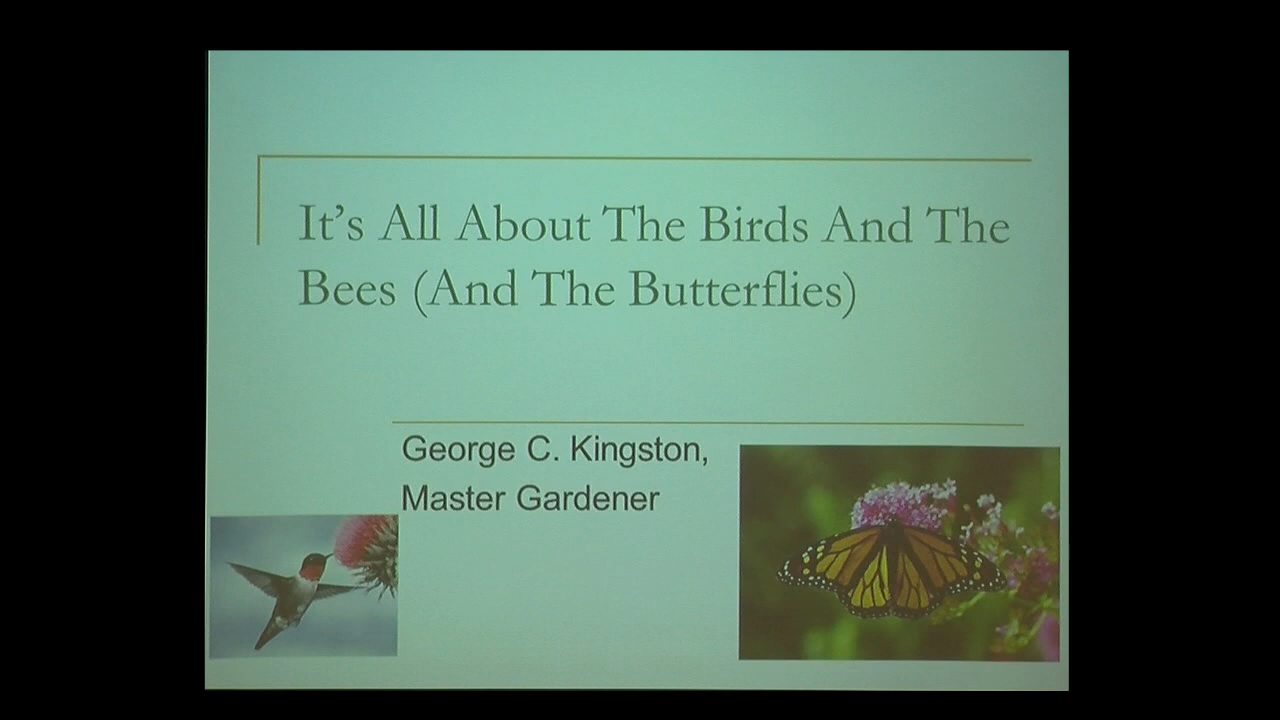 It's All About The Birds And The
Bees (And The Butterflies)
George C. Kingston,
Master Gardener